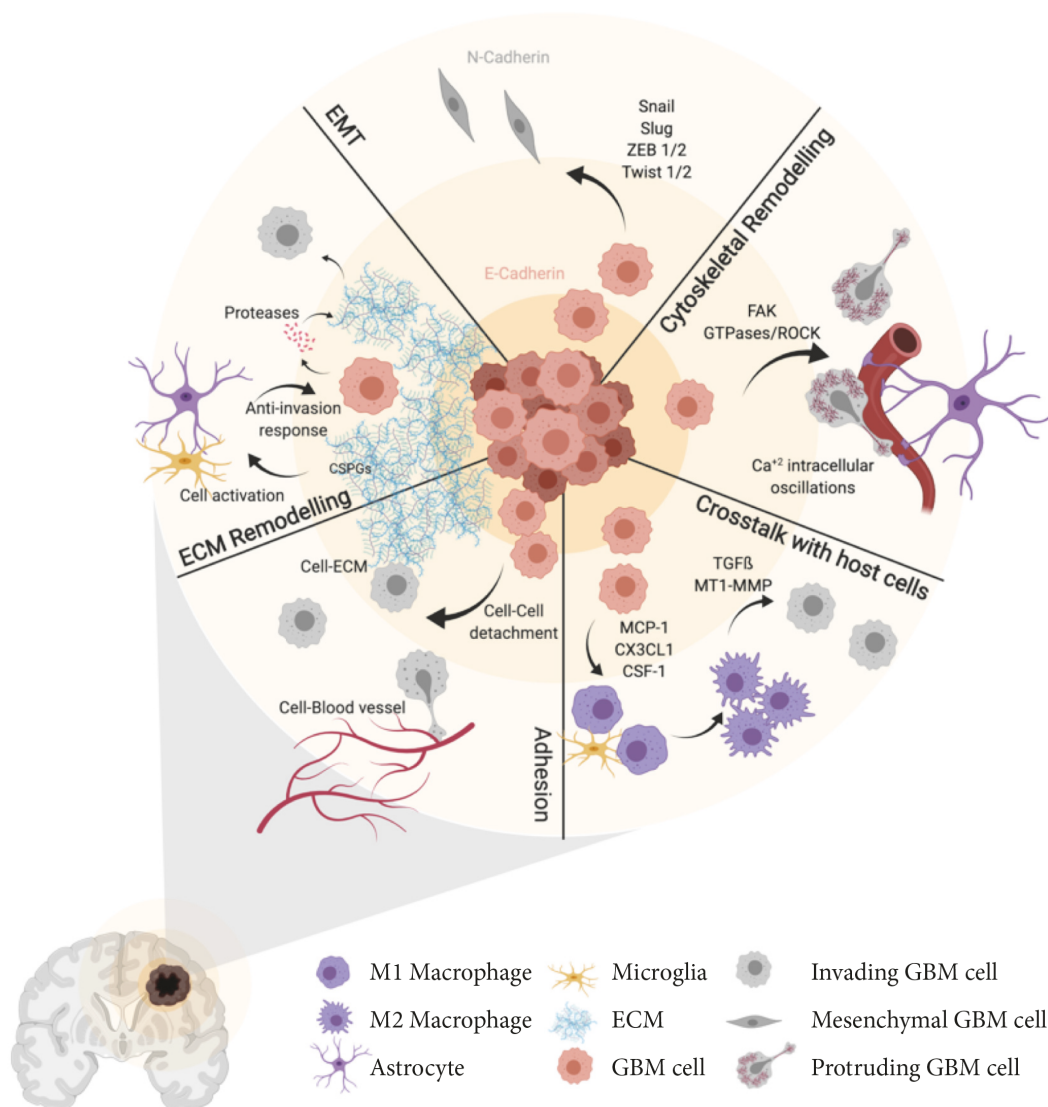 N-Cadherin
EMT
Snail
Slug
ZEB 1/2
Twist 1/2
Cytoskeletal Remodelling
E-Cadherin
FAK
GTPases/ROCK
Ca+2 intracellular
oscillations
Proteases
Anti-invasion
response
CSPGs
Cell activation
ECM Remodelling
Crosstalk with host cells
TGFß
MT1-MMP
MCP-1
CX3CL1
CSF-1
Cell-ECM
Cell-Cell
detachment
Cell-Blood vessel
Adhesion
M1 Macrophage
Microglia
Invading GBM cell
M2 Macrophage
ECM
Mesenchymal GBM cell
Astrocyte
GBM cell
Protruding GBM cell